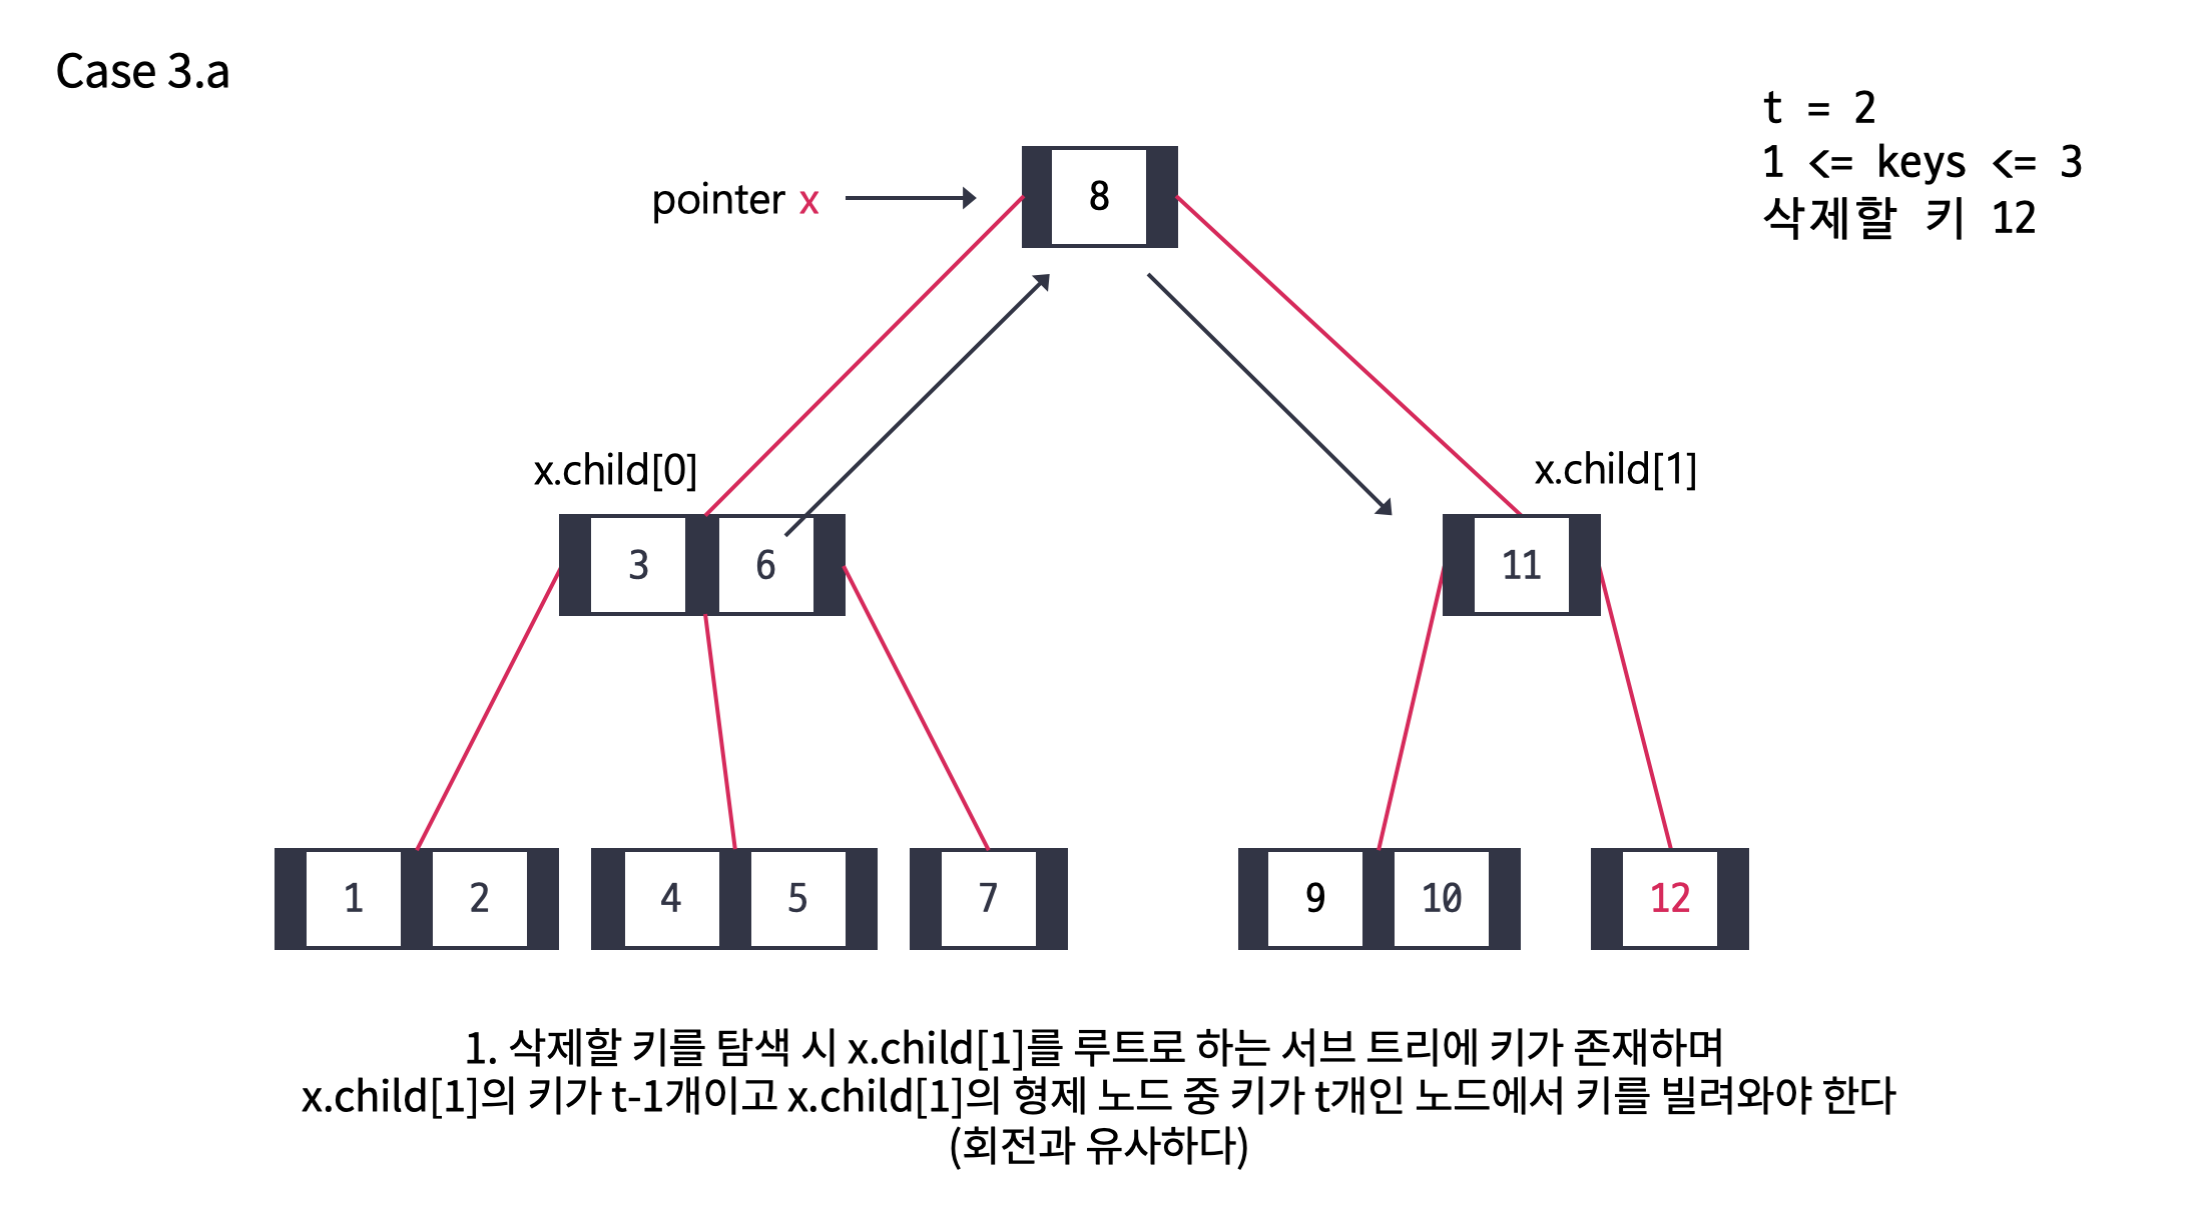 Case 3.a
t = 2
1 <= keys <= 3
삭제할 키 12
pointer x
8
x.child[0]
x.child[1]
3 6
11
1 2
4 5
7
9 10
12
1. 삭제할 키를 탐색 시 x.child[1]를 루트로 하는 서브 트리에 키가 존재하며
x.child[1]의 키가 t-1개이고 x.child[1]의 형제 노드 중 키가 t개인 노드에서 키를 빌려와야 한다
(회전과 유사하다)